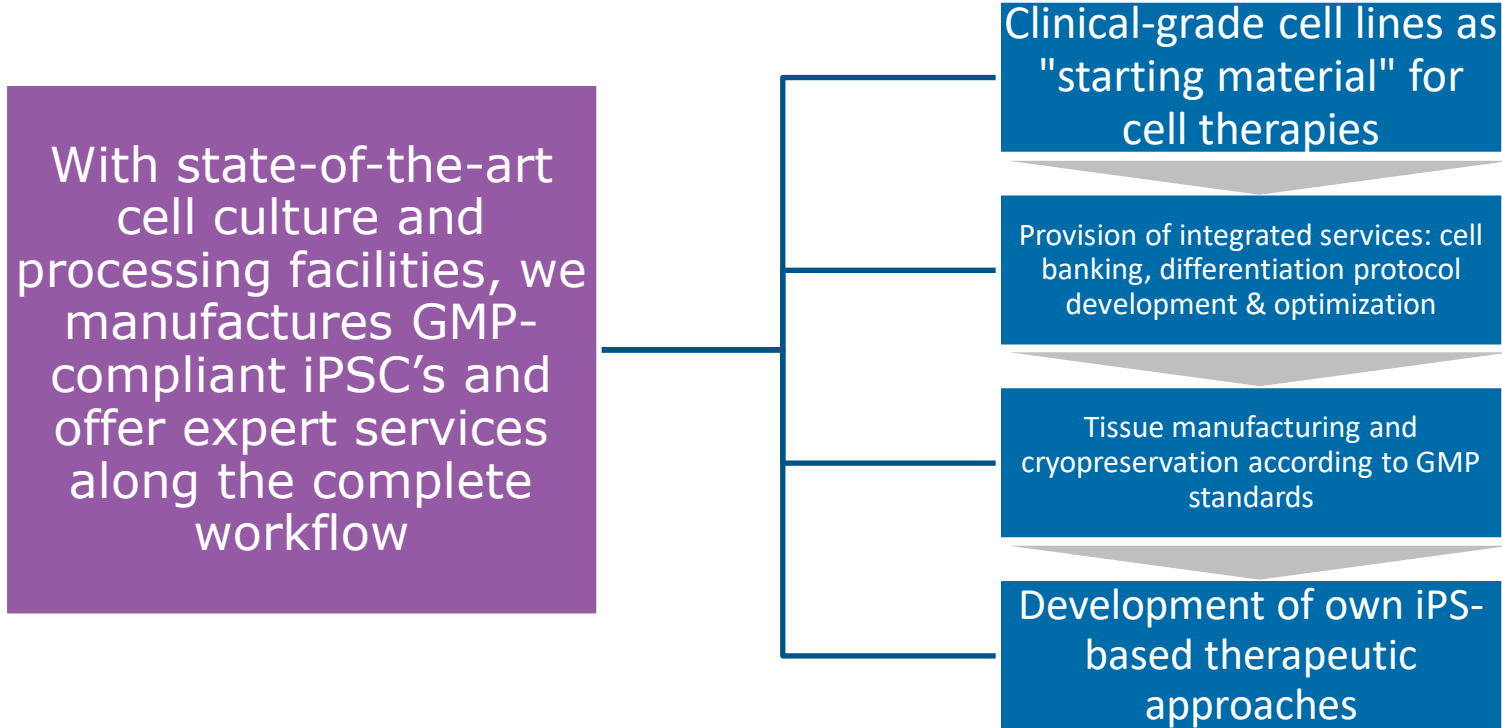 With state-of-the-art
cell culture and
processing facilities, we
manufactures GMP-
compliant iPSC’s and
offer expert services
along the complete
workflow
Clinical-grade cell lines as
"starting material" for
cell therapies
Provision of integrated services: cell
banking, differentiation protocol
development & optimization
Tissue manufacturing and
cryopreservation according to GMP
standards
Development of own iPS-
based therapeutic
approaches